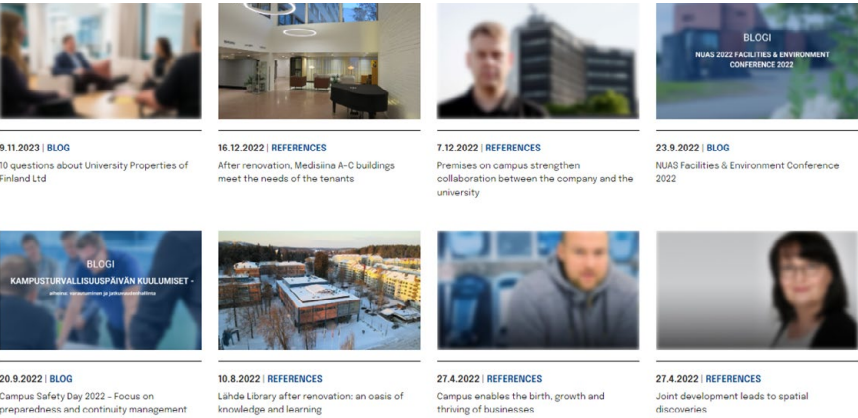 BLOGI
NUAS 2022 FACILITIES & ENVIRONMENT
CONFERENCE 2022
9.11.2023 | BLOG
10 questions about University Properties of
Finland Ltd
16.12.2022 | REFERENCES
After renovation, Medisiina A-C buildings
meet the needs of the tenants
7.12.2022 | REFERENCES
Premises on campus strengthen
collaboration between the company and the
university
23.9.2022 | BLOG
NUAS Facilities & Environment Conference
2022
BLOGI
KAMPUSTURVALLISUUSPÄIVÄN KUULUMISET -
aiheina: varautuminen ja jatkuvuudenhallinta
20.9.2022 | BLOG
Campus Safety Day 2022 – Focus on
preparedness and continuity management
10.8.2022 | REFERENCES
Lähde Library after renovation: an oasis of
knowledge and learning
27.4.2022 | REFERENCES
Campus enables the birth, growth and
thriving of businesses
27.4.2022 | REFERENCES
Joint development leads to spatial
discoveries